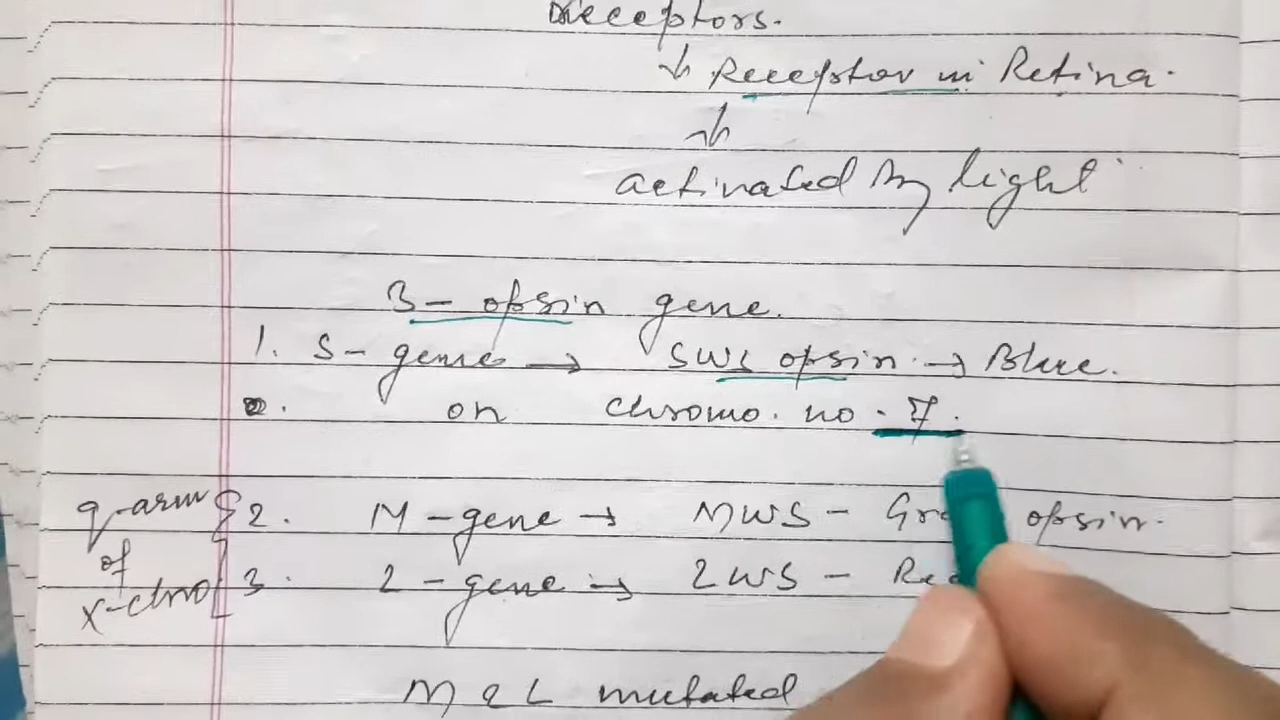 receptors.
↓ Receptor in Retina.
↓
activated by light
3 - opsin gene.
1. S - gene → SWS opsin → Blue.
on chromo. no. 7.
q-arm of X-chro { 2. M - gene → MWS - Gre opsin.
3. L - gene → LWS - Re
M & L mutated